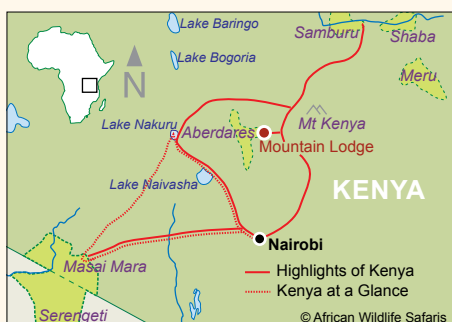 Lake Baringo
Samburu
Shaba
Lake Bogoria
N
Meru
Lake Nakuru
Aberdares
Mt Kenya
Mountain Lodge
Lake Naivasha
KENYA
Nairobi
Masai Mara
Highlights of Kenya
Kenya at a Glance
Serengeti
© African Wildlife Safaris